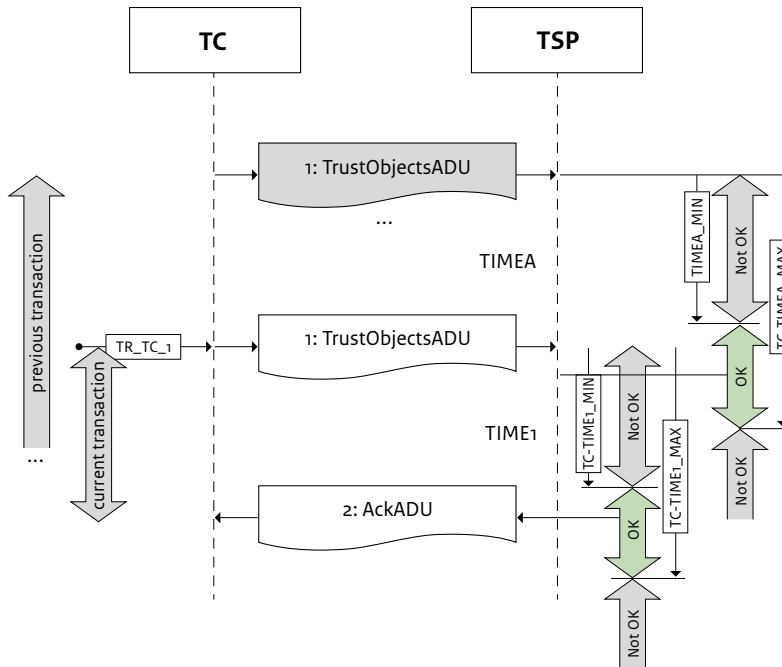 TC
TSP
1: TrustObjectsADU
...
TIMEA_MIN
Not OK
TC-TIMEA_MAX
TIMEA
previous transaction
TR_TC_1
1: TrustObjectsADU
OK
current transaction
TC-TIME1_MIN
Not OK
TIME1
TC-TIME1_MAX
...
Not OK
2: AckADU
OK
Not OK